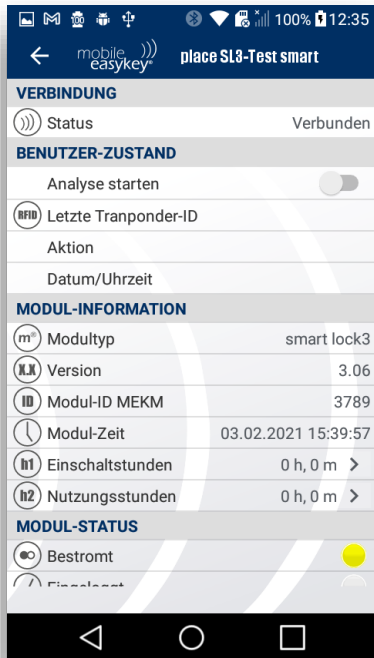 100% 12:35
mobile )))
easykey® place SL3-Test smart
VERBINDUNG
Status Verbunden
BENUTZER-ZUSTAND
Analyse starten
RFID Letzte Tranponder-ID
Aktion
Datum/Uhrzeit
MODUL-INFORMATION
m® Modultyp smart lock3
X.X Version 3.06
ID Modul-ID MEKM 3789
Modul-Zeit 03.02.2021 15:39:57
h1 Einschaltstunden 0 h, 0 m >
h2 Nutzungsstunden 0 h, 0 m >
MODUL-STATUS
Bestromt
Eingeloggt